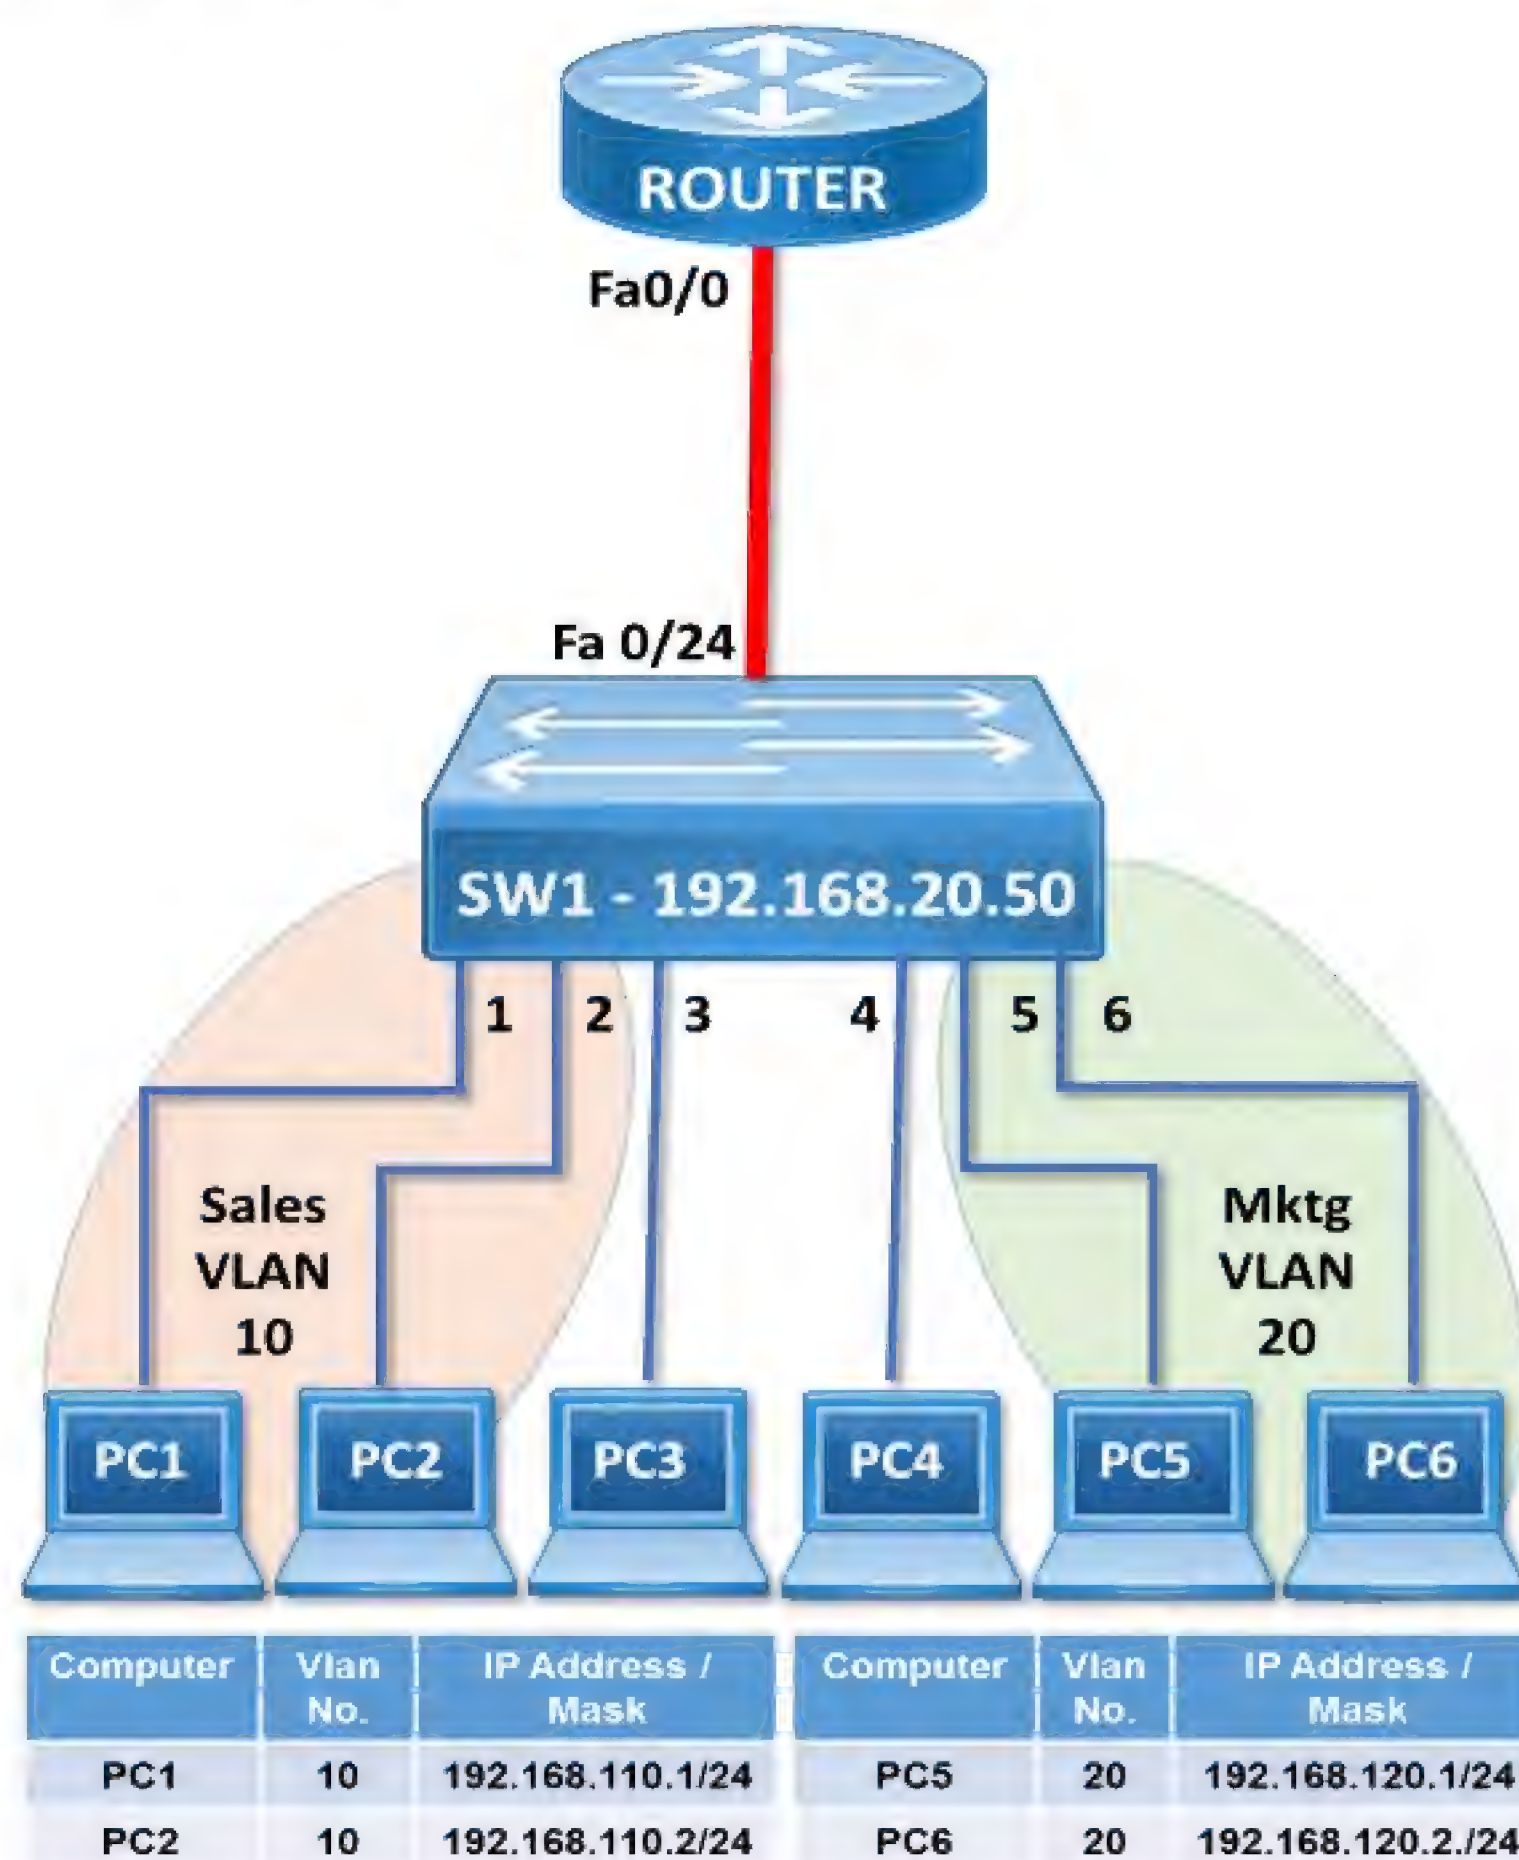 ROUTER
Fa0/0
Fa 0/24
SW1 - 192.168.20.50
1 2 3 4 5 6
Sales
VLAN
10
Mktg
VLAN
20
PC1 PC2 PC3 PC4 PC5 PC6
Computer Vlan No. IP Address / Mask Computer Vlan No. IP Address / Mask
PC1 10 192.168.110.1/24 PC5 20 192.168.120.1/24
PC2 10 192.168.110.2/24 PC6 20 192.168.120.2./24